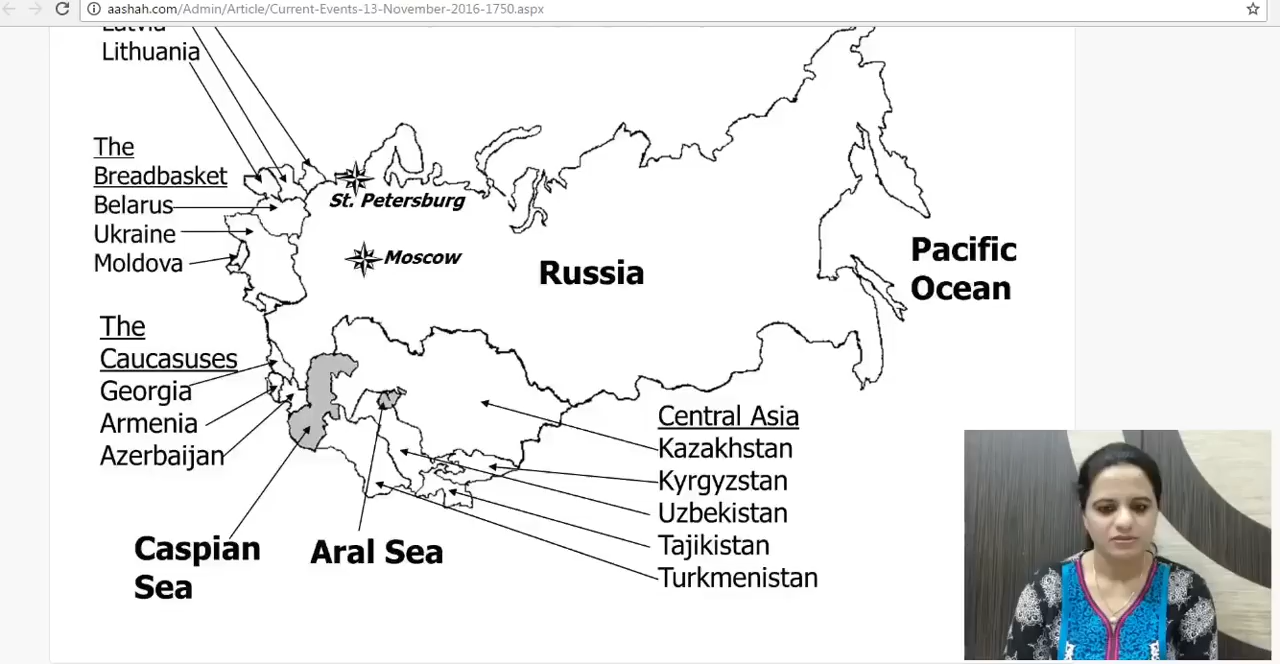 aashah.com/Admin/Article/Current-Events-13-November-2016-1750.aspx
Latvia
Lithuania
The
Breadbasket
Belarus
Ukraine
Moldova
St. Petersburg
Moscow
Russia
Pacific
Ocean
The
Caucasuses
Georgia
Armenia
Azerbaijan
Central Asia
Kazakhstan
Kyrgyzstan
Uzbekistan
Tajikistan
Turkmenistan
Caspian
Sea
Aral Sea